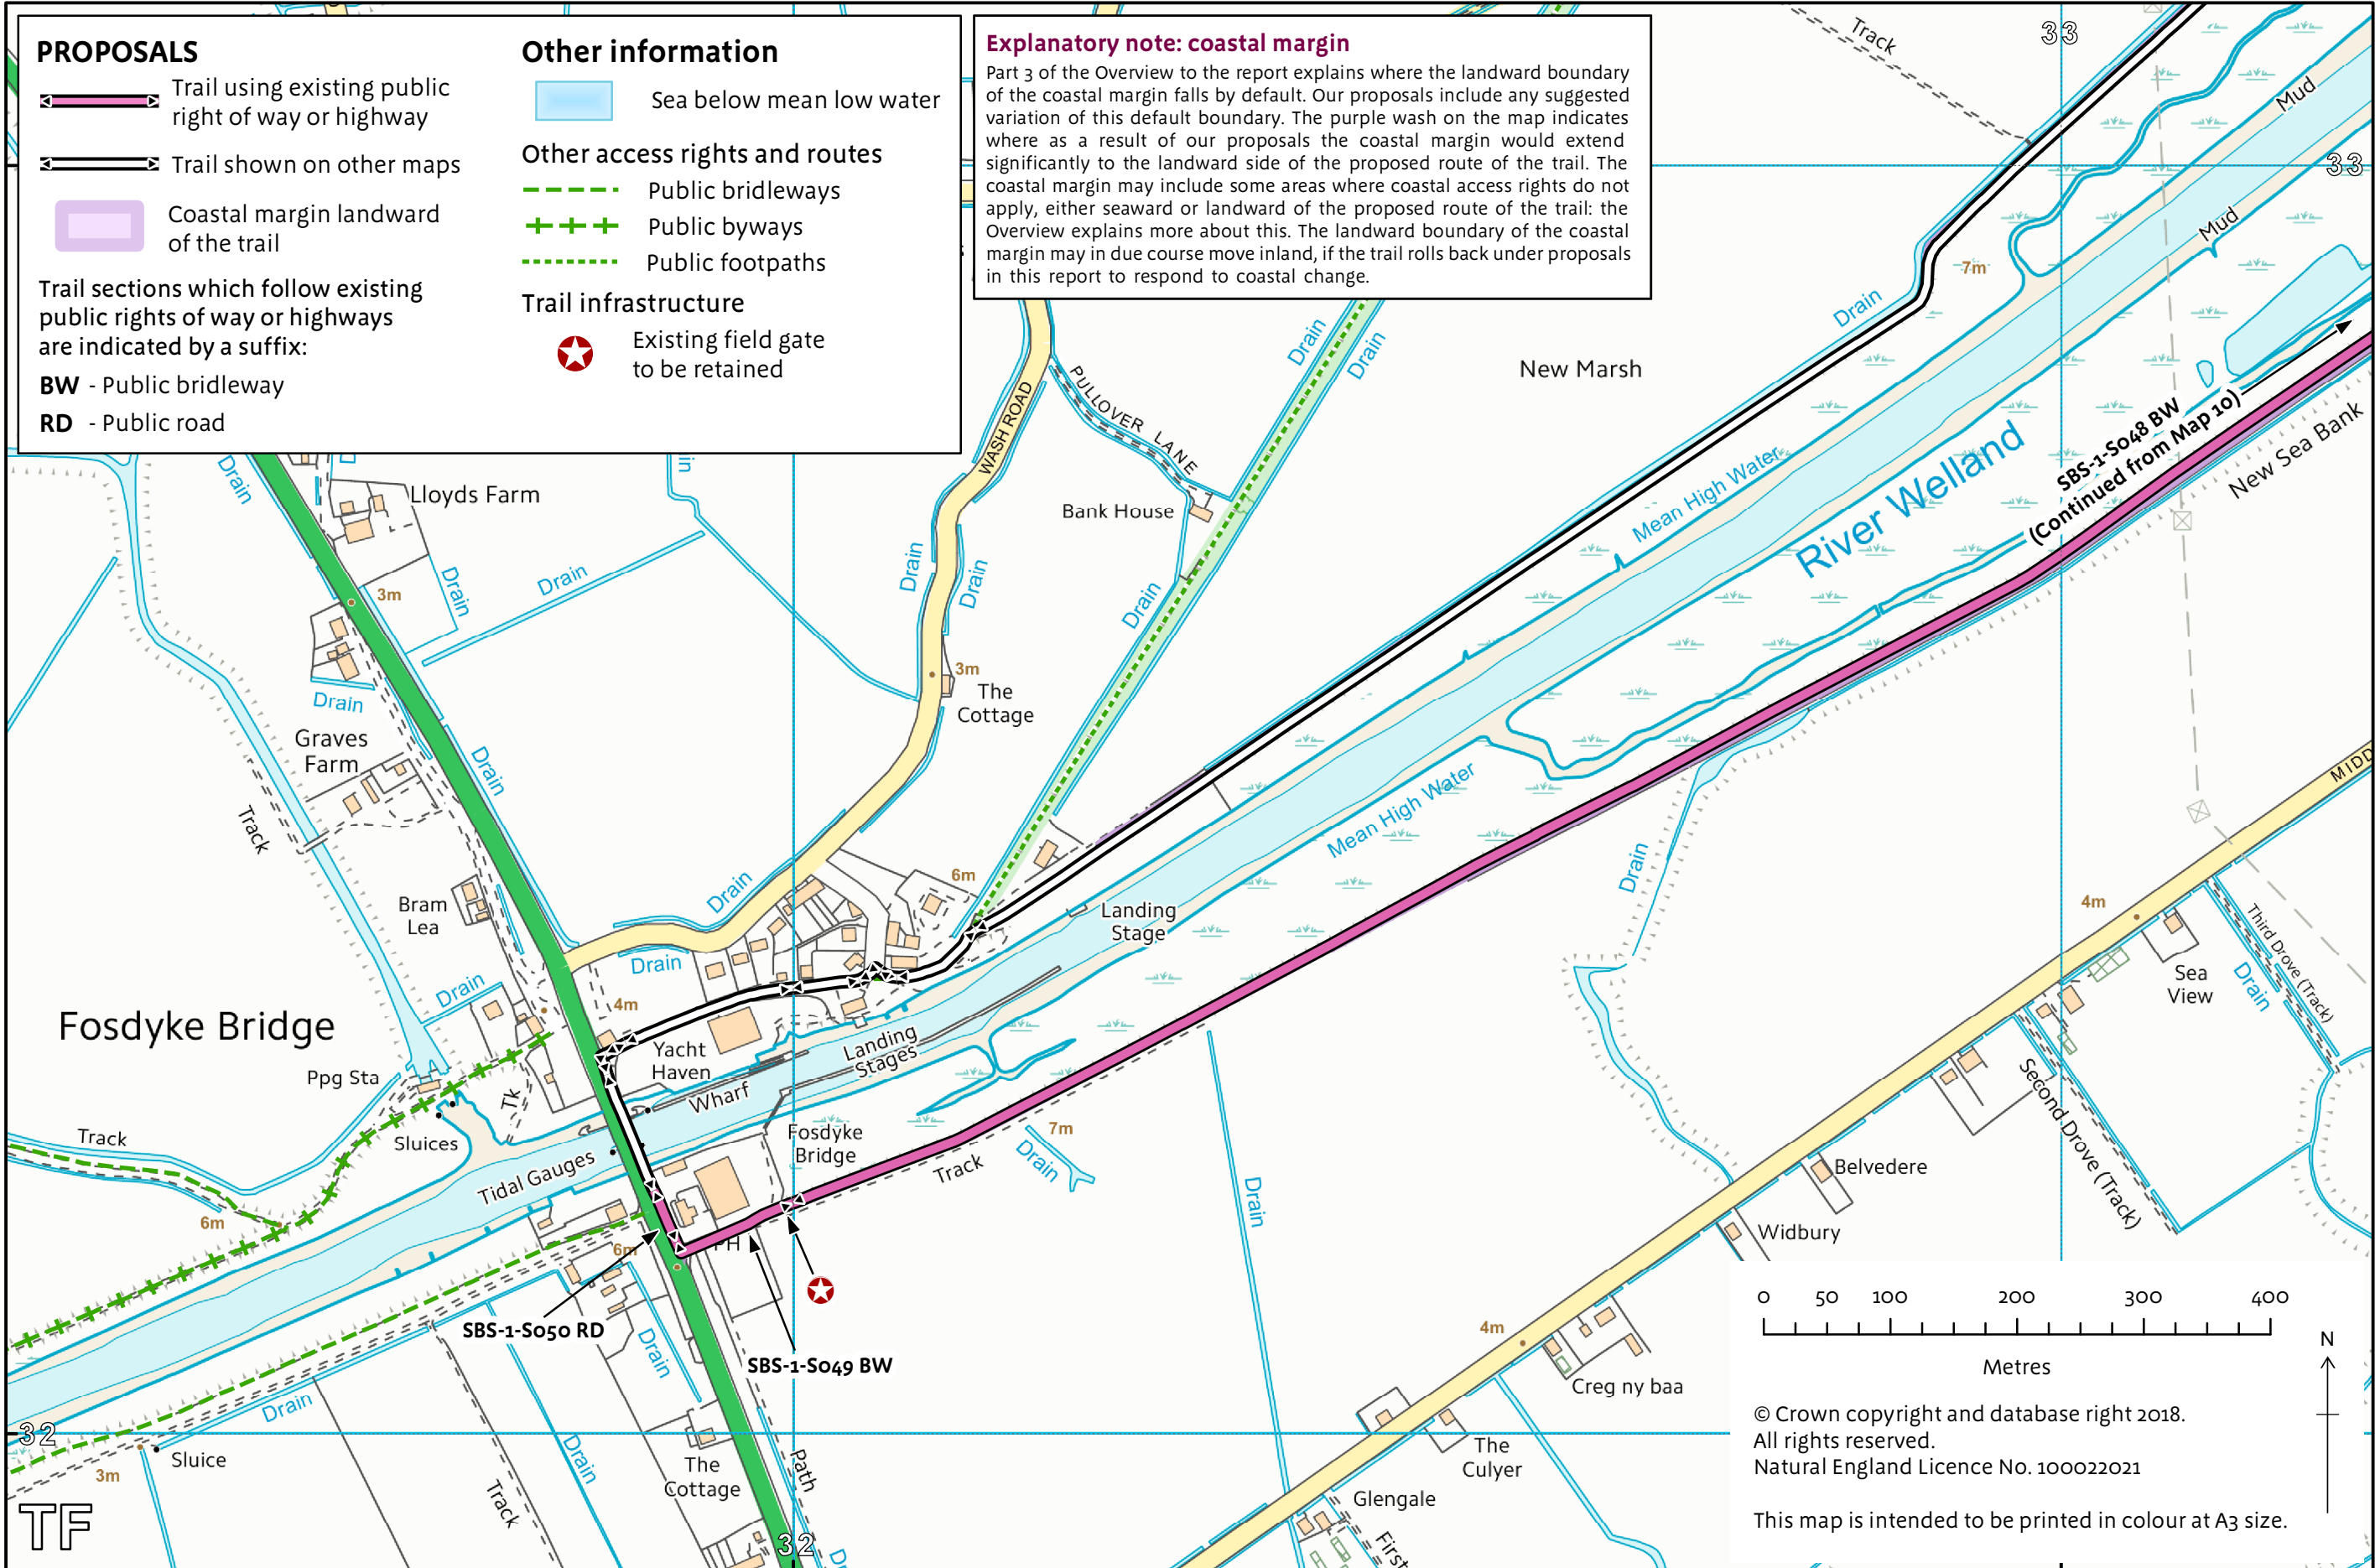 PROPOSALS
Trail using existing public
right of way or highway
Trail shown on other maps
Coastal margin landward
of the trail
Trail sections which follow existing
public rights of way or highways
are indicated by a suffix:
BW - Public bridleway
RD - Public road
Other information
Sea below mean low water
Other access rights and routes
Public bridleways
Public byways
Public footpaths
Trail infrastructure
Existing field gate
to be retained
Explanatory note: coastal margin
Part 3 of the Overview to the report explains where the landward boundary
of the coastal margin falls by default. Our proposals include any suggested
variation of this default boundary. The purple wash on the map indicates
where as a result of our proposals the coastal margin would extend
significantly to the landward side of the proposed route of the trail. The
coastal margin may include some areas where coastal access rights do not
apply, either seaward or landward of the proposed route of the trail: the
Overview explains more about this. The landward boundary of the coastal
margin may in due course move inland, if the trail rolls back under proposals
in this report to respond to coastal change.
Track
33
Mud
33
Mud
7m
Drain
Drain
Drain
New Marsh
PULLOVER LANE
WASH ROAD
SBS-1-S048 BW
(Continued from Map 10)
New Sea Bank
Mean High Water
River Welland
Drain
Lloyds Farm
Bank House
Drain
Drain
Drain
Drain
Drain
3m
3m
The
Cottage
Drain
Graves
Farm
Drain
Track
MIDD
Mean High Water
Drain
Drain
6m
Bram
Lea
Landing
Stage
4m
Third Drove (Track)
Drain
Sea
View
Drain
Drain
4m
Fosdyke Bridge
Yacht
Haven
Landing
Stages
Ppg Sta
Tk
Wharf
Second Drove (Track)
Track
Sluices
Fosdyke
Bridge
7m
Drain
Track
Tidal Gauges
Belvedere
Drain
6m
Widbury
6m
PH
SBS-1-S050 RD
SBS-1-S049 BW
Drain
4m
Creg ny baa
0 50 100 200 300 400
Metres
N
Drain
32
Sluice
3m
Drain
Track
The
Cottage
Path
The
Culyer
Glengale
First
TF
32
© Crown copyright and database right 2018.
All rights reserved.
Natural England Licence No. 100022021
This map is intended to be printed in colour at A3 size.